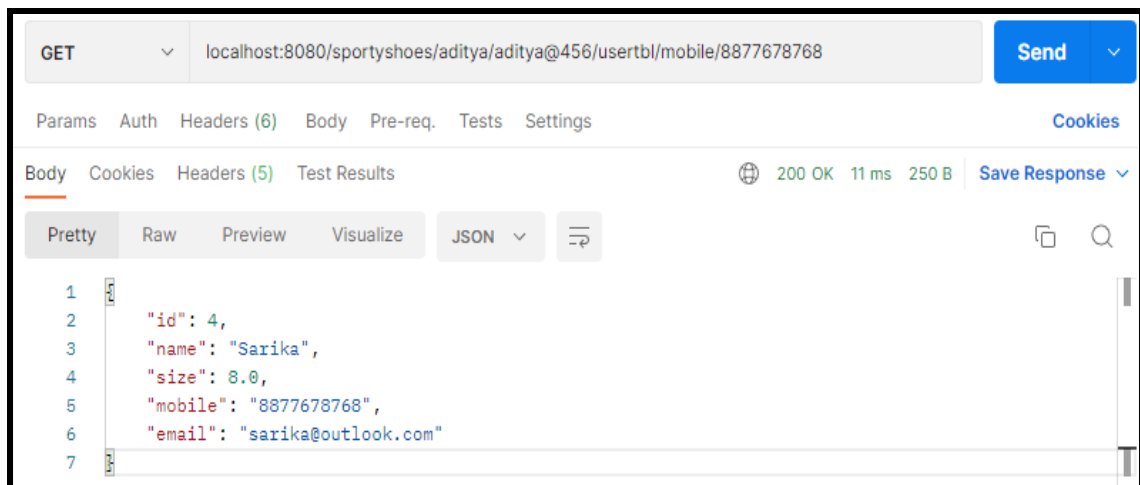 GET localhost:8080/sportyshoes/aditya/aditya@456/usertbl/mobile/8877678768 Send
Params Auth Headers (6) Body Pre-req. Tests Settings Cookies
Body Cookies Headers (5) Test Results 200 OK 11 ms 250 B Save Response
Pretty Raw Preview Visualize JSON
1 {
2 "id": 4,
3 "name": "Sarika",
4 "size": 8.0,
5 "mobile": "8877678768",
6 "email": "sarika@outlook.com"
7 }